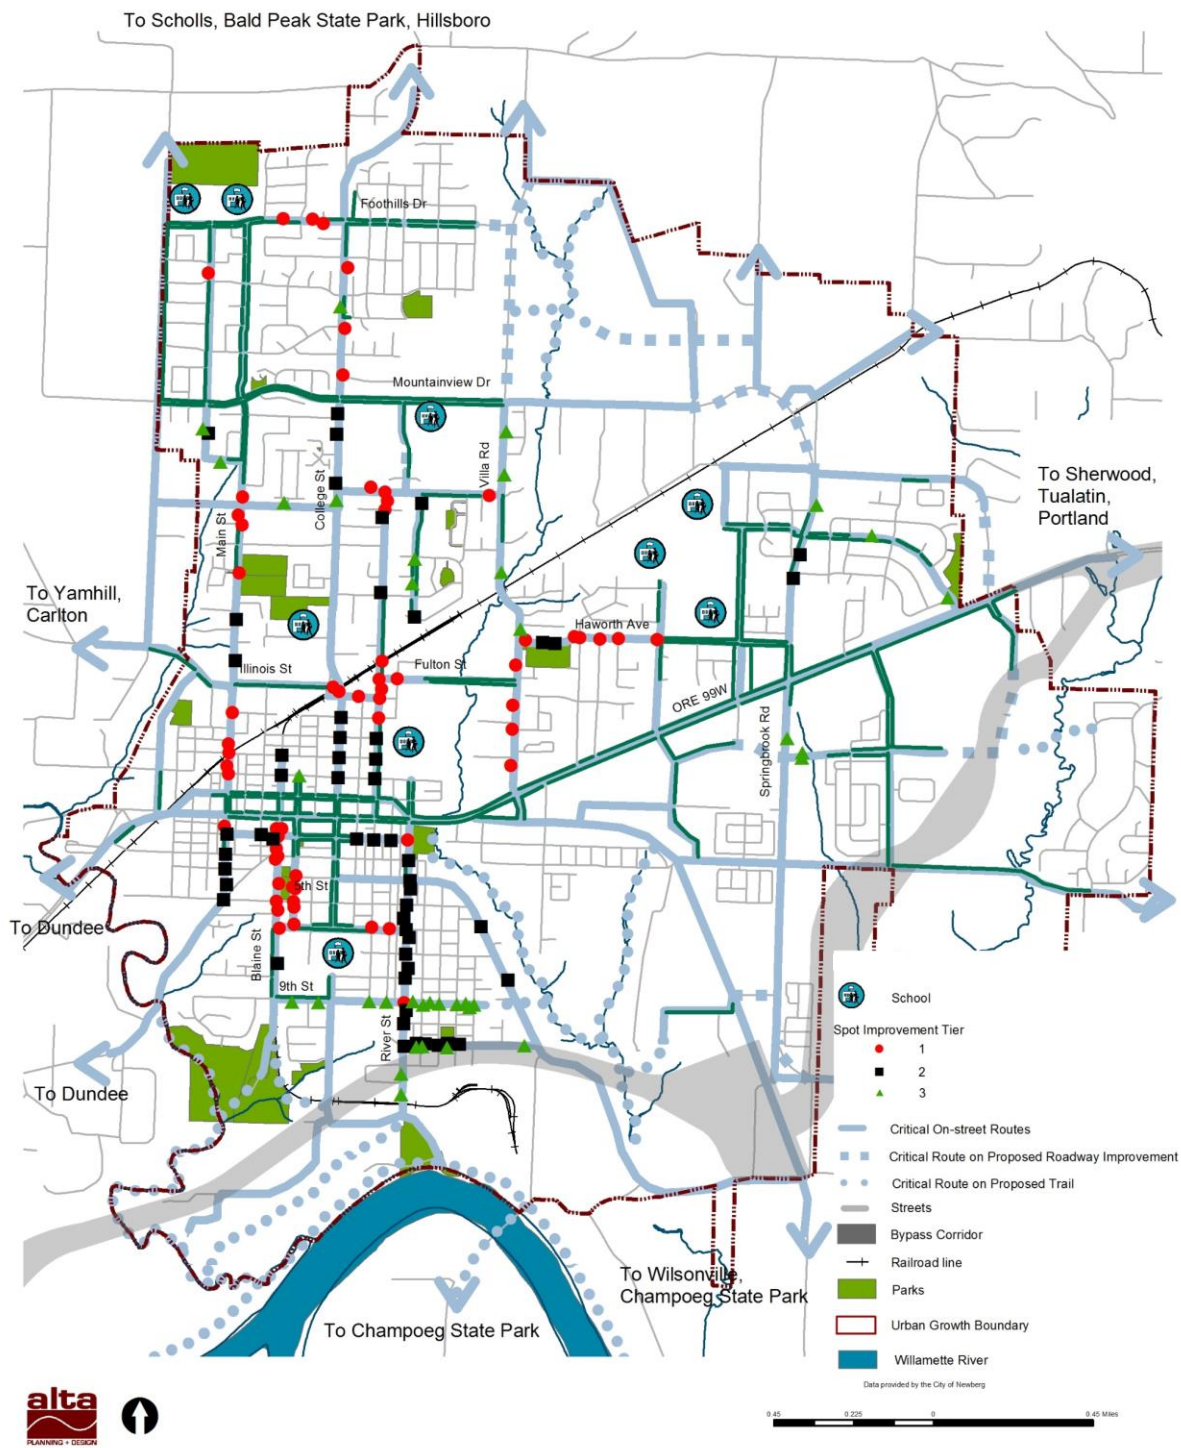 To Scholls, Bald Peak State Park, Hillsboro
Foothills Dr
Mountainview Dr
Villa Rd
College St
Main St
To Sherwood,
Tualatin,
Portland
To Yamhill,
Carlton
Haworth Ave
Illinois St
Fulton St
ORE 99W
Springbrook Rd
5th St
To Dundee
Blaine St
9th St
River St
To Dundee
School
Spot Improvement Tier
1
2
3
Critical On-street Routes
Critical Route on Proposed Roadway Improvement
Critical Route on Proposed Trail
Streets
Bypass Corridor
Railroad line
Parks
Urban Growth Boundary
Willamette River
To Wilsonville,
Champoeg State Park
To Champoeg State Park
Data provided by the City of Newberg
alta
PLANNING + DESIGN
0.45 0.225 0 0.45 Miles